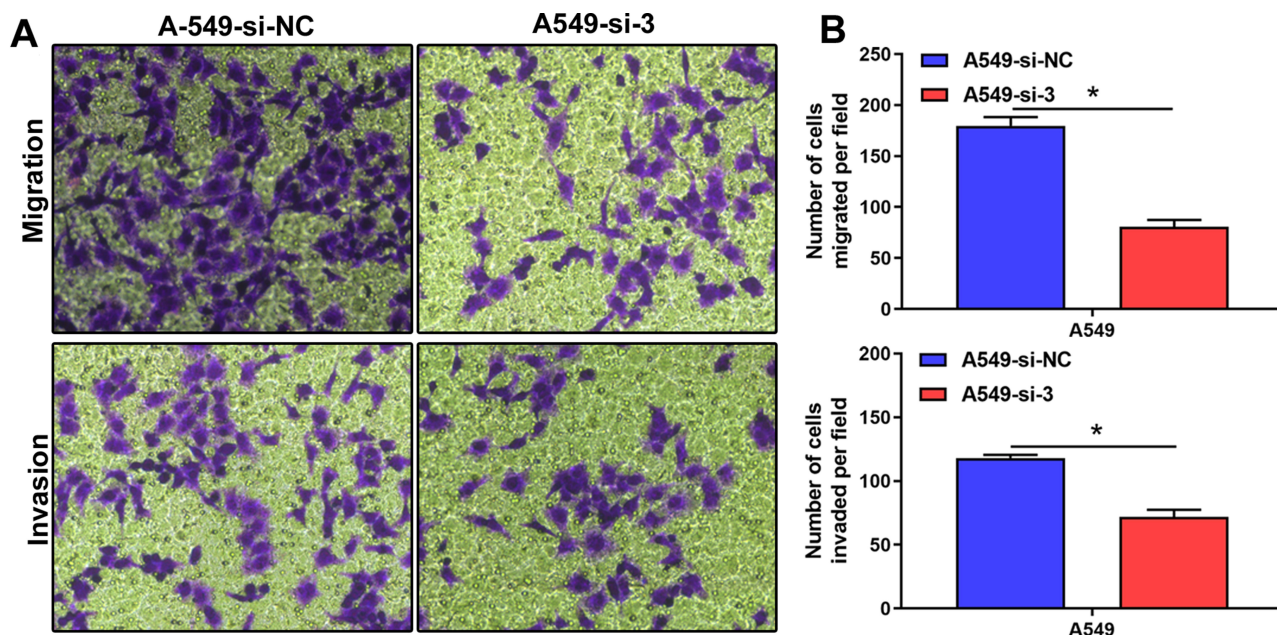 A
A-549-si-NC
A549-si-3
Migration
Invasion
B
250
200
150
100
50
0
Number of cells
migrated per field
A549-si-NC
A549-si-3
*
A549
200
150
100
50
0
Number of cells
invaded per field
A549-si-NC
A549-si-3
*
A549